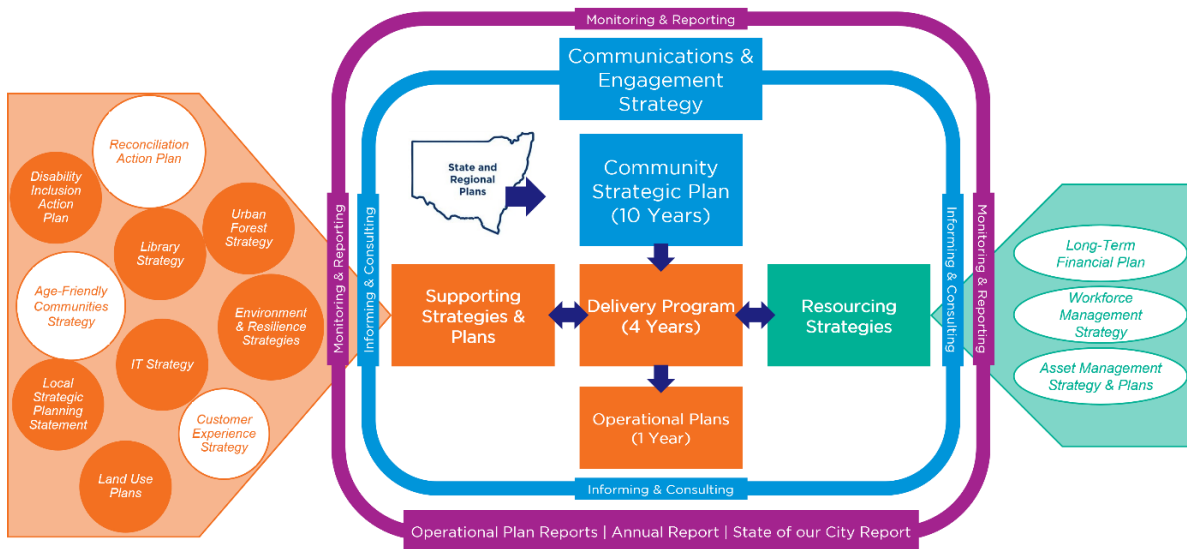 Monitoring & Reporting
Communications &
Engagement
Strategy
State and
Regional
Plans
Community
Strategic Plan
(10 Years)
Reconciliation
Action Plan
Disability
Inclusion
Action
Plan
Urban
Forest
Strategy
Library
Strategy
Age-Friendly
Communities
Strategy
Environment
& Resilience
Strategies
IT Strategy
Local
Strategic
Planning
Statement
Customer
Experience
Strategy
Land Use
Plans
Monitoring & Reporting
Informing & Consulting
Supporting
Strategies &
Plans
Delivery Program
(4 Years)
Resourcing
Strategies
Operational Plans
(1 Year)
Informing & Consulting
Monitoring & Reporting
Long-Term
Financial Plan
Workforce
Management
Strategy
Asset Management
Strategy & Plans
Informing & Consulting
Operational Plan Reports | Annual Report | State of our City Report